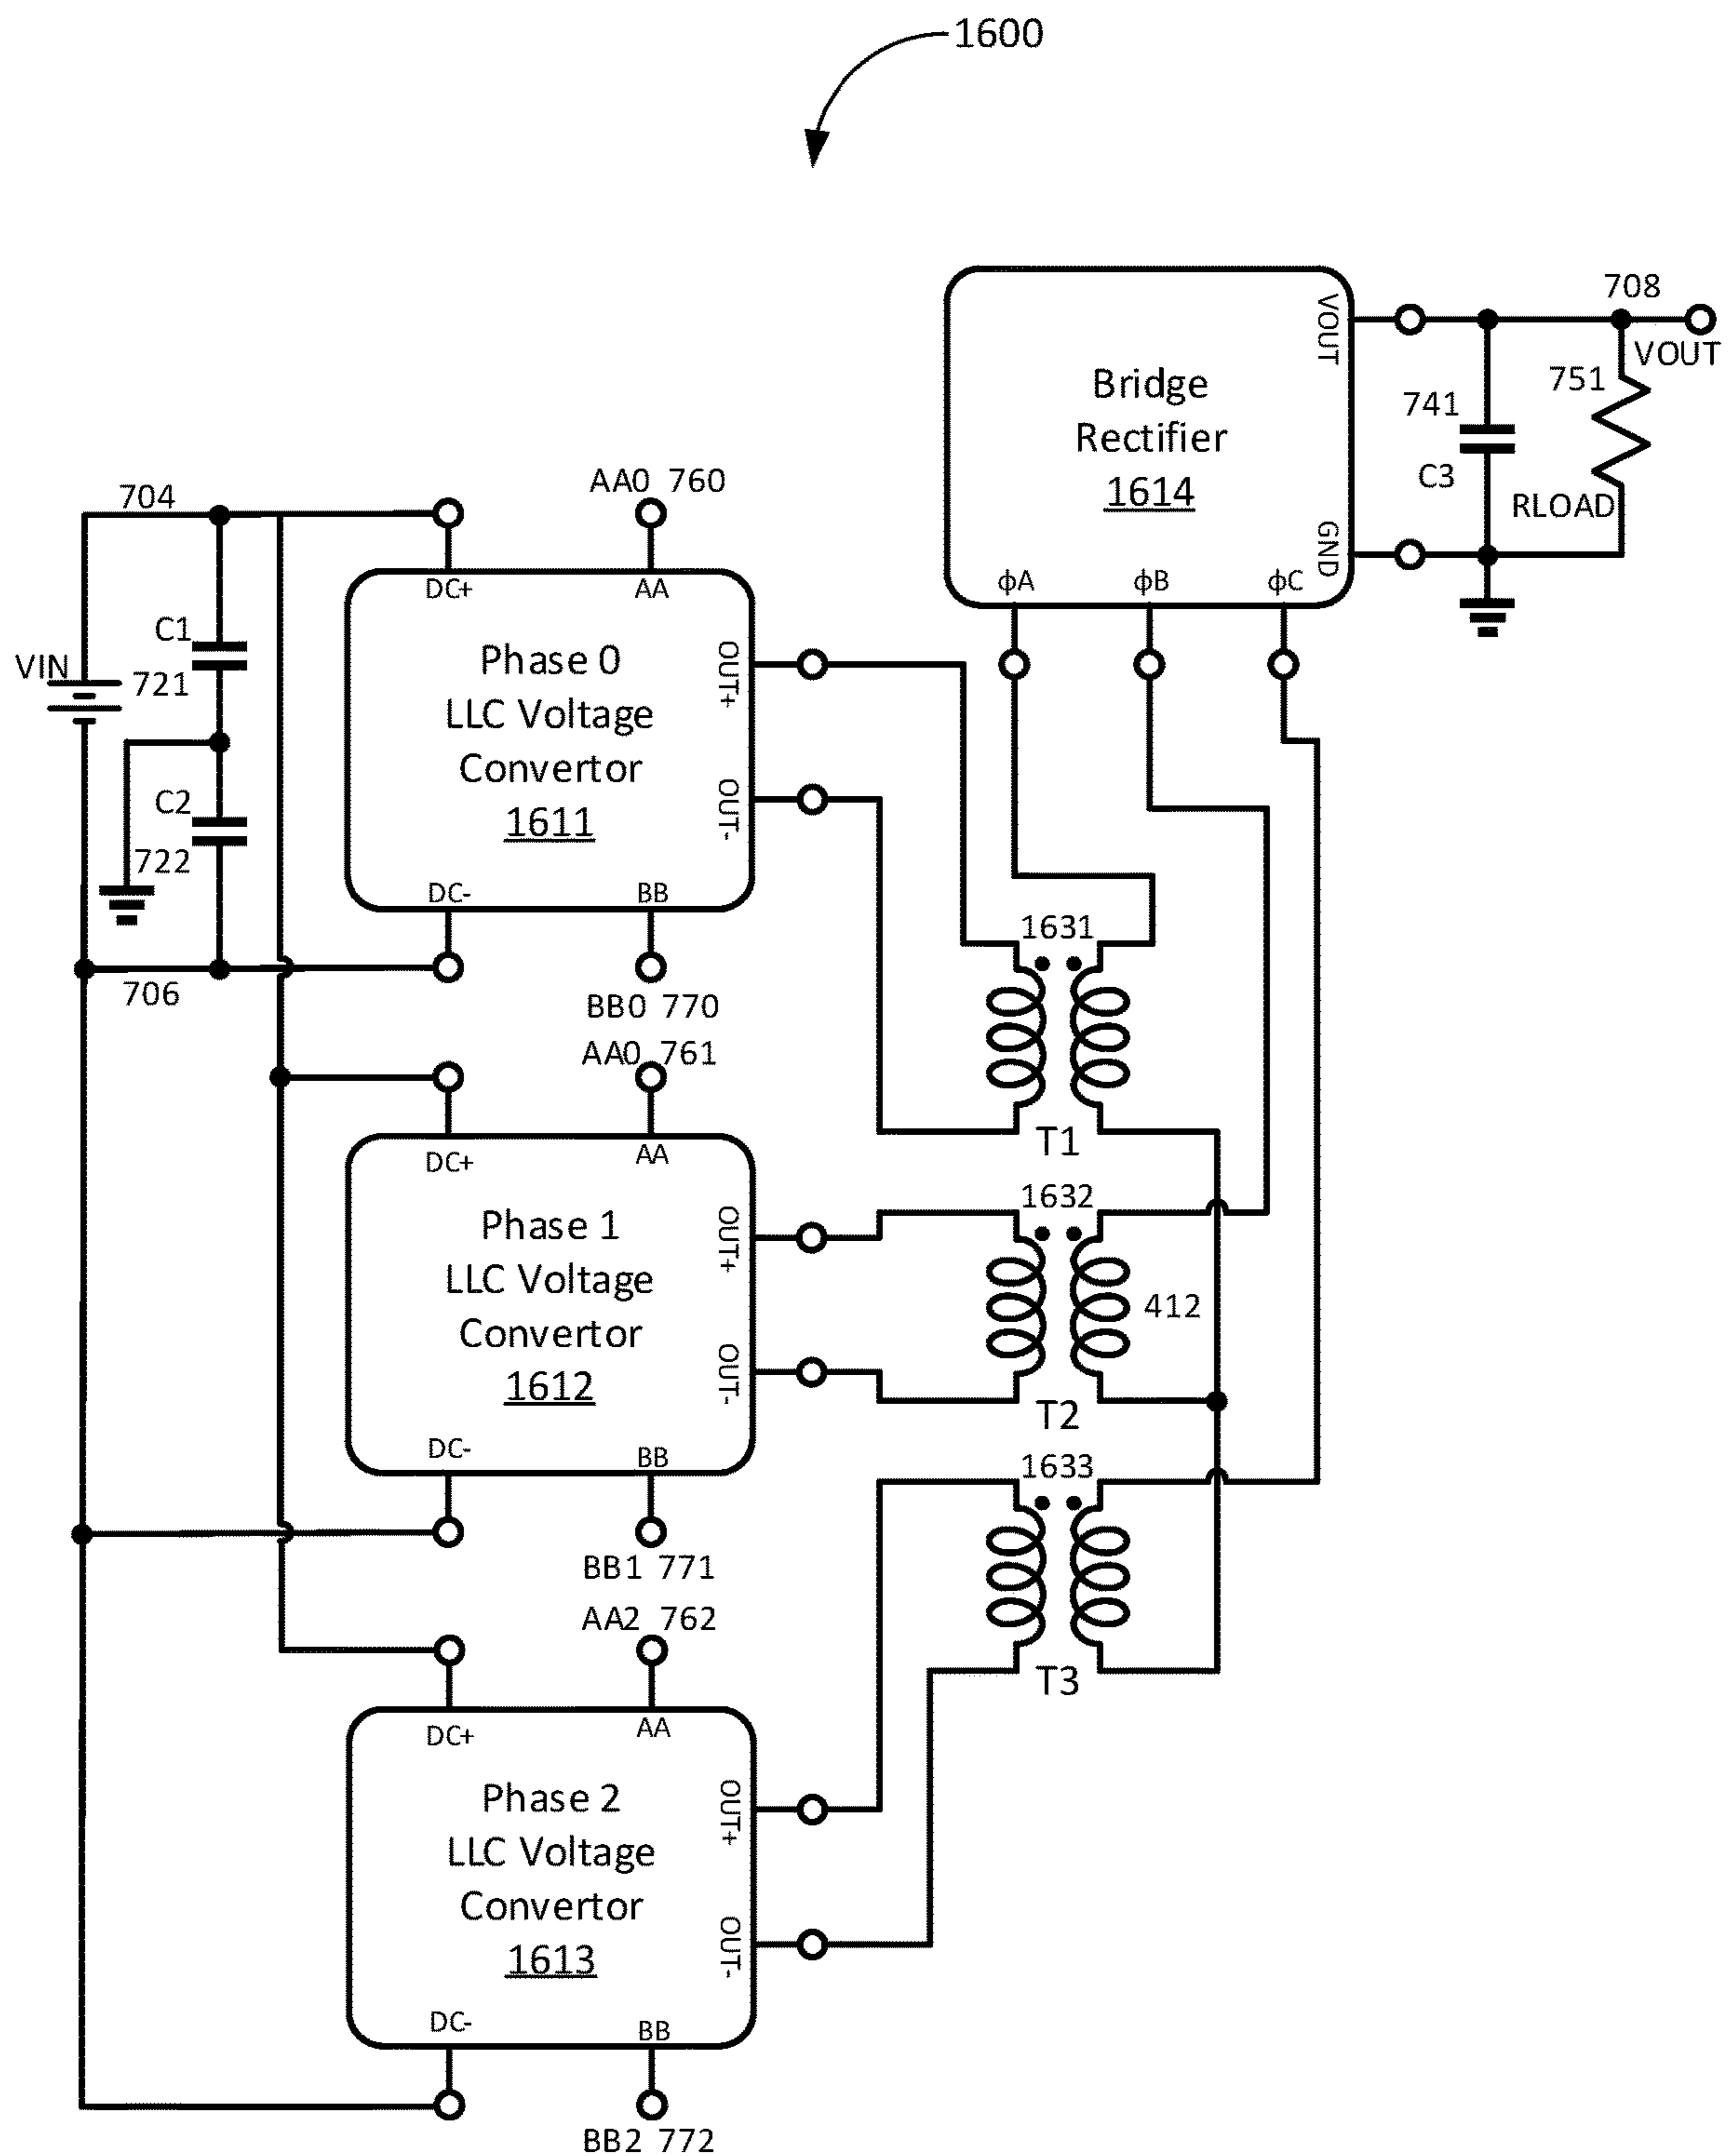 1600
708
VOUT
VOUT
751
741
C3
RLOAD
GND
Bridge
Rectifier
1614
ϕA
ϕB
ϕC
704
AA0 760
DC+
AA
VIN
C1
721
C2
722
706
Phase 0
LLC Voltage
Convertor
1611
OUT+
OUT-
DC-
BB
BB0 770
1631
T1
AA0 761
DC+
AA
Phase 1
LLC Voltage
Convertor
1612
OUT+
OUT-
DC-
BB
BB1 771
1632
412
T2
1633
T3
AA2 762
DC+
AA
Phase 2
LLC Voltage
Convertor
1613
OUT+
OUT-
DC-
BB
BB2 772